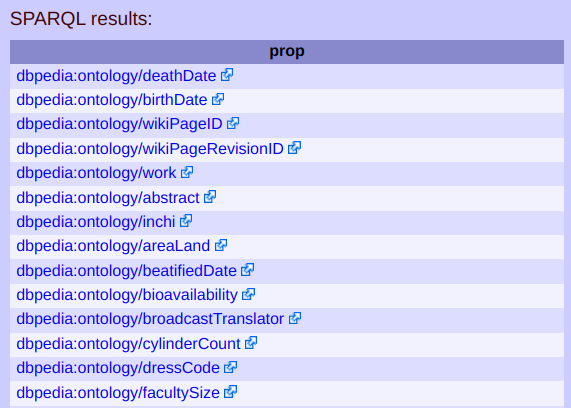 SPARQL results:
prop
dbpedia:ontology/deathDate
dbpedia:ontology/birthDate
dbpedia:ontology/wikiPageID
dbpedia:ontology/wikiPageRevisionID
dbpedia:ontology/work
dbpedia:ontology/abstract
dbpedia:ontology/inchi
dbpedia:ontology/areaLand
dbpedia:ontology/beatifiedDate
dbpedia:ontology/bioavailability
dbpedia:ontology/broadcastTranslator
dbpedia:ontology/cylinderCount
dbpedia:ontology/dressCode
dbpedia:ontology/facultySize